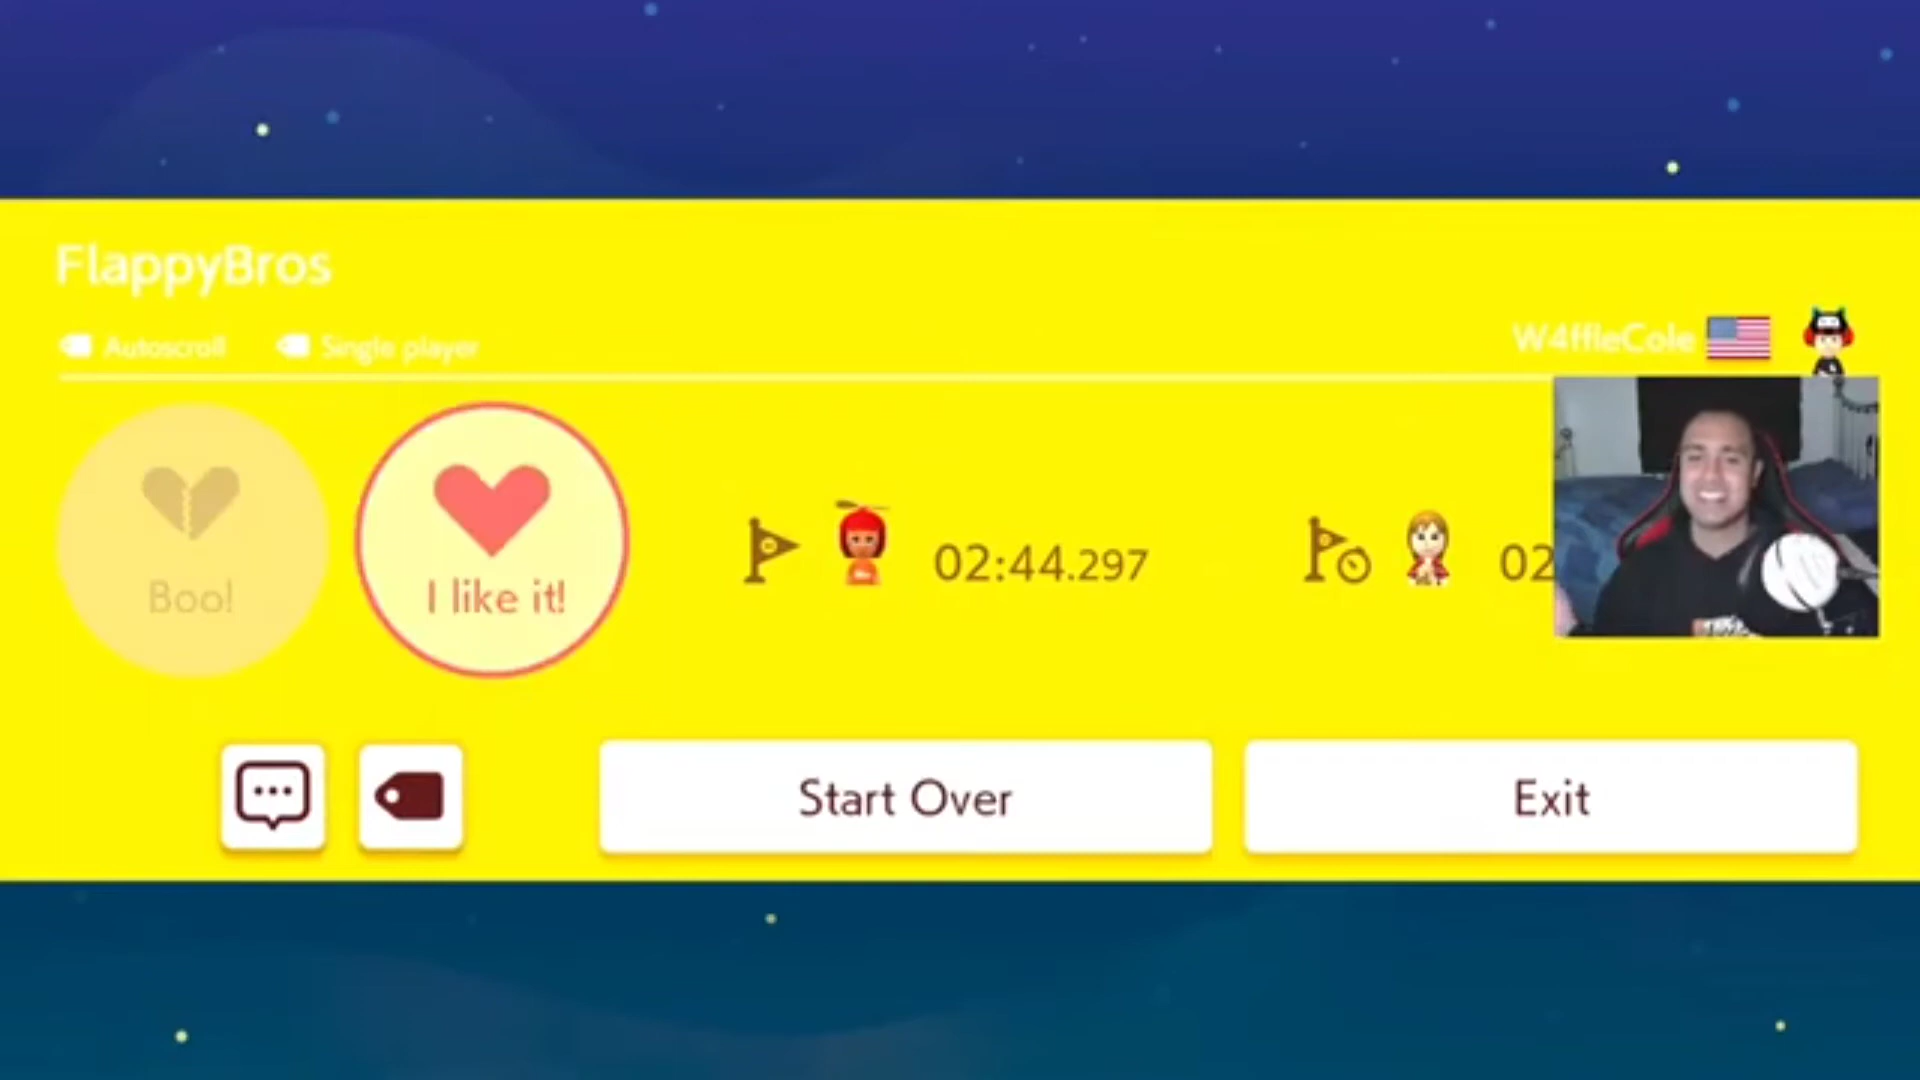 FlappyBros
Autoscroll Single player
W4ffleCole
Boo!
I like it!
02:44.297
02
Start Over
Exit